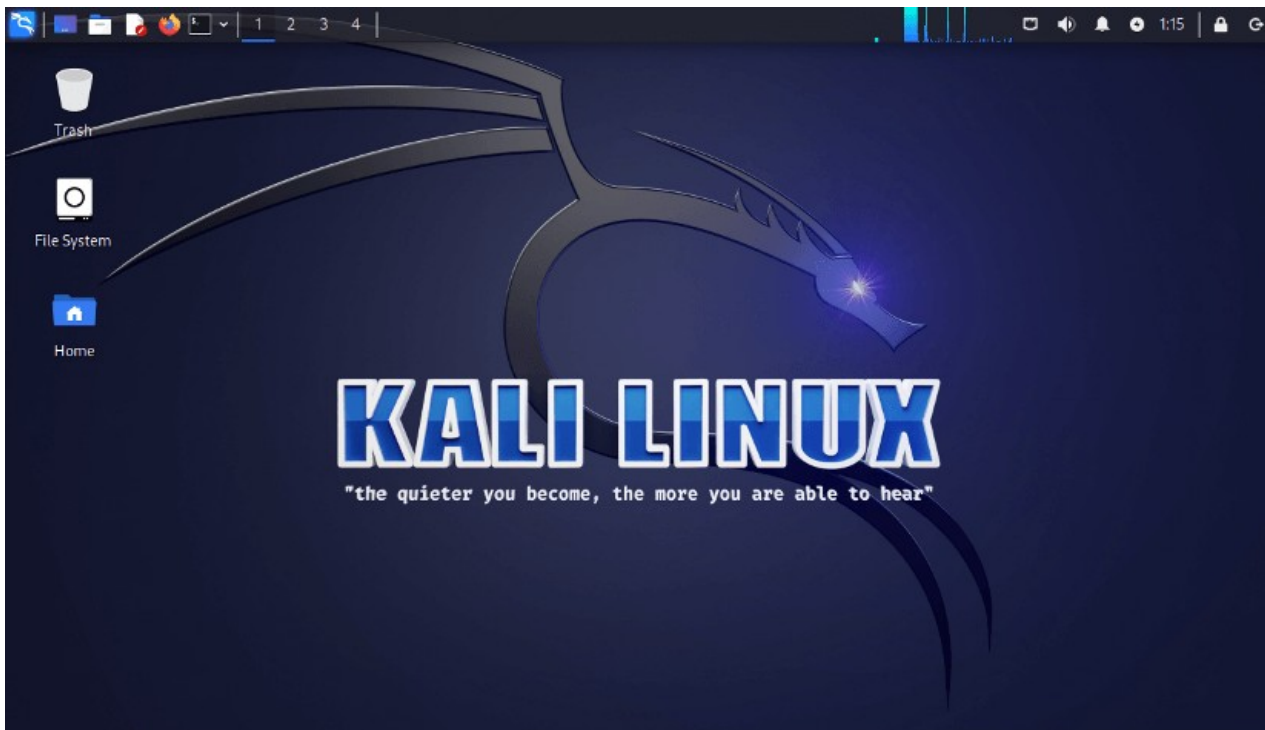 1 2 3 4 1:15
Trash
File System
Home
KALI LINUX
"the quieter you become, the more you are able to hear"